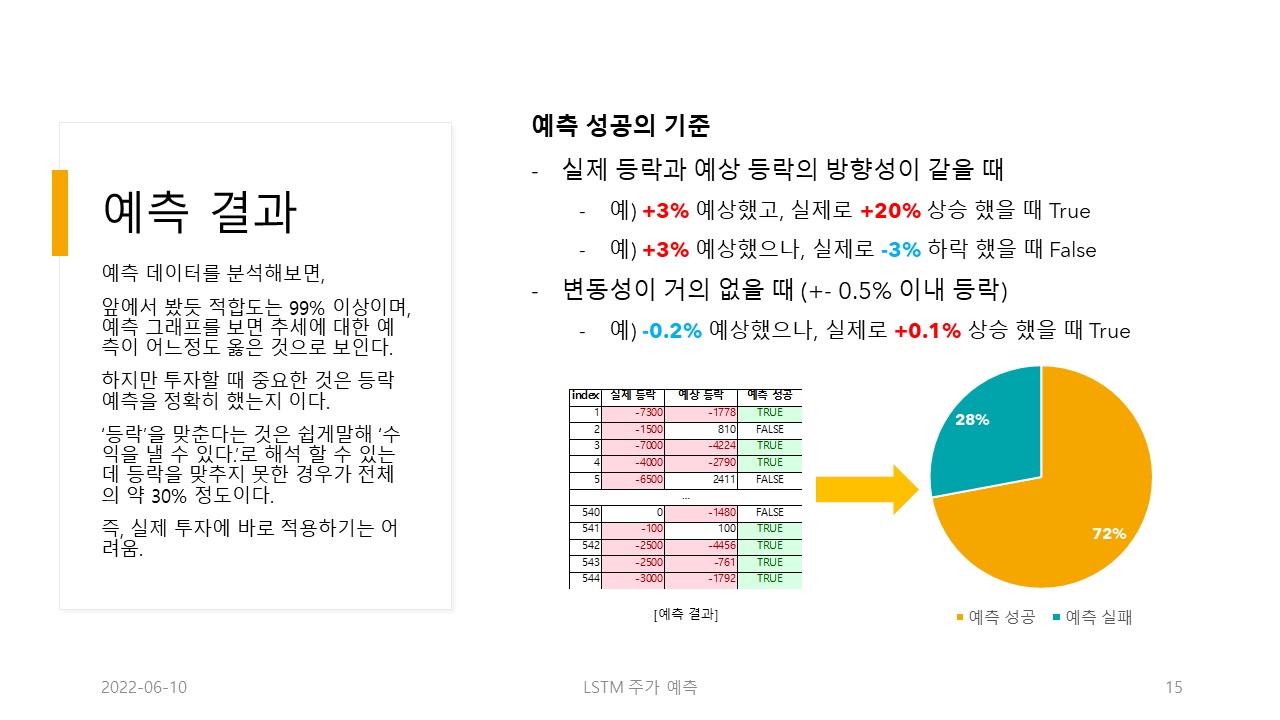 예측 결과
예측 데이터를 분석해보면,
앞에서 봤듯 적합도는 99% 이상이며,
예측 그래프를 보면 추세에 대한 예
측이 어느정도 옳은 것으로 보인다.
하지만 투자할 때 중요한 것은 등락
예측을 정확히 했는지 이다.
‘등락’을 맞춘다는 것은 쉽게말해 ‘수
익을 낼 수 있다.’로 해석 할 수 있는
데 등락을 맞추지 못한 경우가 전체
의 약 30% 정도이다.
즉, 실제 투자에 바로 적용하기는 어
려움.
예측 성공의 기준
- 실제 등락과 예상 등락의 방향성이 같을 때
- 예) +3% 예상했고, 실제로 +20% 상승 했을 때 True
- 예) +3% 예상했으나, 실제로 -3% 하락 했을 때 False
- 변동성이 거의 없을 때 (+- 0.5% 이내 등락)
- 예) -0.2% 예상했으나, 실제로 +0.1% 상승 했을 때 True
index 실제 등락 예상 등락 예측 성공
1 -7300 -1778 TRUE
2 -1500 810 FALSE
3 -7000 -4224 TRUE
4 -4000 -2790 TRUE
5 -6500 2411 FALSE
...
540 0 -1480 FALSE
541 -100 100 TRUE
542 -2500 -4456 TRUE
543 -2500 -761 TRUE
544 -3000 -1792 TRUE
[예측 결과]
28%
72%
예측 성공 예측 실패
2022-06-10 LSTM 주가 예측 15